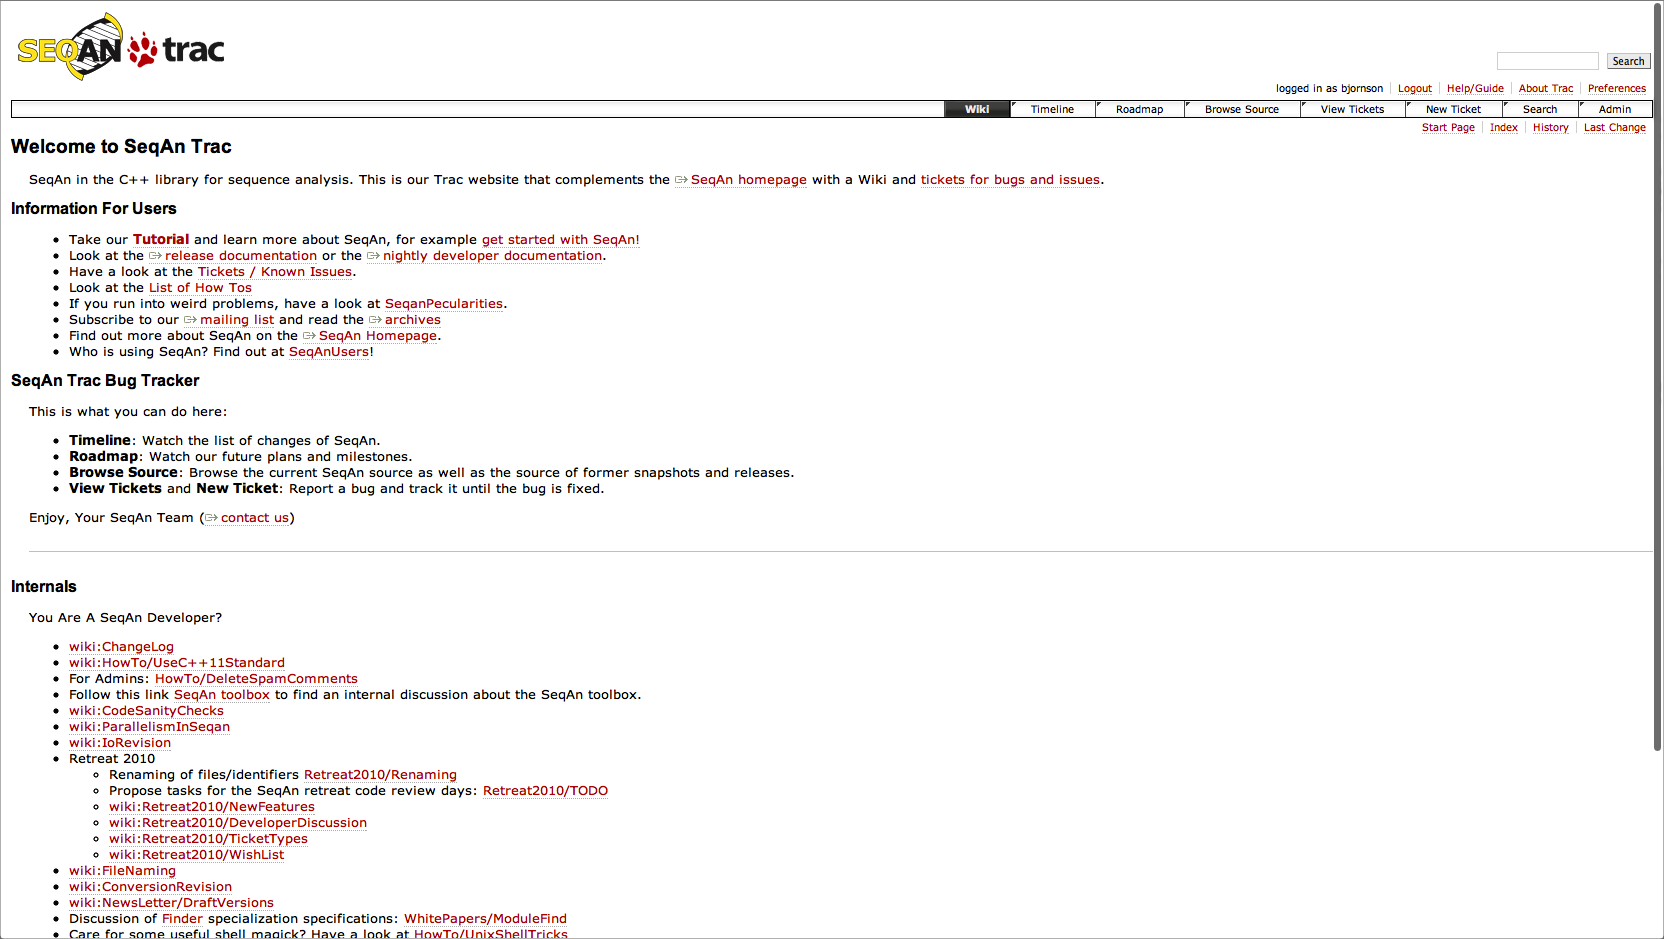 SEQAN trac
Search
logged in as bjornson Logout Help/Guide About Trac Preferences
Wiki Timeline Roadmap Browse Source View Tickets New Ticket Search Admin
Start Page Index History Last Change
Welcome to SeqAn Trac
SeqAn in the C++ library for sequence analysis. This is our Trac website that complements the SeqAn homepage with a Wiki and tickets for bugs and issues.
Information For Users
Take our Tutorial and learn more about SeqAn, for example get started with SeqAn!
Look at the release documentation or the nightly developer documentation.
Have a look at the Tickets / Known Issues.
Look at the List of How Tos
If you run into weird problems, have a look at SeqanPecularities.
Subscribe to our mailing list and read the archives
Find out more about SeqAn on the SeqAn Homepage.
Who is using SeqAn? Find out at SeqAnUsers!
SeqAn Trac Bug Tracker
This is what you can do here:
Timeline: Watch the list of changes of SeqAn.
Roadmap: Watch our future plans and milestones.
Browse Source: Browse the current SeqAn source as well as the source of former snapshots and releases.
View Tickets and New Ticket: Report a bug and track it until the bug is fixed.
Enjoy, Your SeqAn Team (contact us)
Internals
You Are A SeqAn Developer?
wiki:ChangeLog
wiki:HowTo/UseC++11Standard
For Admins: HowTo/DeleteSpamComments
Follow this link SeqAn toolbox to find an internal discussion about the SeqAn toolbox.
wiki:CodeSanityChecks
wiki:ParallelismInSeqan
wiki:IoRevision
Retreat 2010
Renaming of files/identifiers Retreat2010/Renaming
Propose tasks for the SeqAn retreat code review days: Retreat2010/TODO
wiki:Retreat2010/NewFeatures
wiki:Retreat2010/DeveloperDiscussion
wiki:Retreat2010/TicketTypes
wiki:Retreat2010/WishList
wiki:FileNaming
wiki:ConversionRevision
wiki:NewsLetter/DraftVersions
Discussion of Finder specialization specifications: WhitePapers/ModuleFind
Care for some useful shell magick? Have a look at HowTo/UnixShellTricks